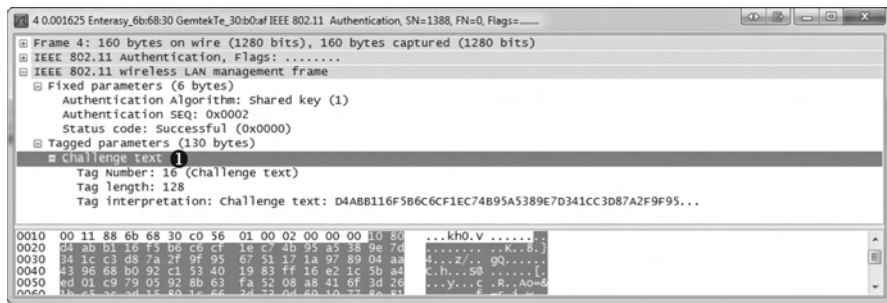 4 0.001625 Enterasy_6b:68:30 GemtekTe_30:b0:af IEEE 802.11 Authentication, SN=1388, FN=0, Flags=........
Frame 4: 160 bytes on wire (1280 bits), 160 bytes captured (1280 bits)
IEEE 802.11 Authentication, Flags: ........
IEEE 802.11 wireless LAN management frame
Fixed parameters (6 bytes)
Authentication Algorithm: Shared key (1)
Authentication SEQ: 0x0002
Status code: Successful (0x0000)
Tagged parameters (130 bytes)
Challenge text 1
Tag Number: 16 (Challenge text)
Tag length: 128
Tag interpretation: Challenge text: D4ABB116F5B6C6CF1EC74B95A5389E7D341CC3D87A2F9F95...
0010 00 11 88 6b 68 30 c0 56 01 00 02 00 00 00 10 80 ...kh0.V ........
0020 d4 ab b1 16 f5 b6 c6 cf 1e c7 4b 95 a5 38 9e 7d ........ ..K..8.}
0030 34 1c c3 d8 7a 2f 9f 95 67 51 17 1a 97 89 04 aa 4...z/.. gQ......
0040 43 96 68 b0 92 c1 53 40 19 83 ff 16 e2 1c 5b a4 C.h...S@ ......[.
0050 ed 01 c9 79 05 92 8b 63 fa 52 08 a8 41 6f 3d 26 ...y...c .R..Ao=&
0060